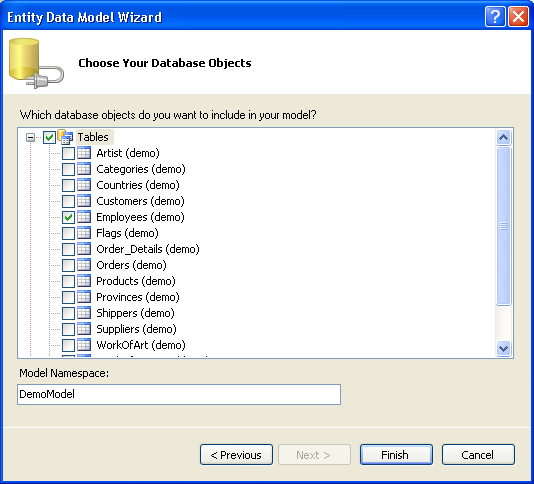 Entity Data Model Wizard
Choose Your Database Objects
Which database objects do you want to include in your model?
Tables
Artist (demo)
Categories (demo)
Countries (demo)
Customers (demo)
Employees (demo)
Flags (demo)
Order_Details (demo)
Orders (demo)
Products (demo)
Provinces (demo)
Shippers (demo)
Suppliers (demo)
WorkOfArt (demo)
Model Namespace:
DemoModel
< Previous Next > Finish Cancel